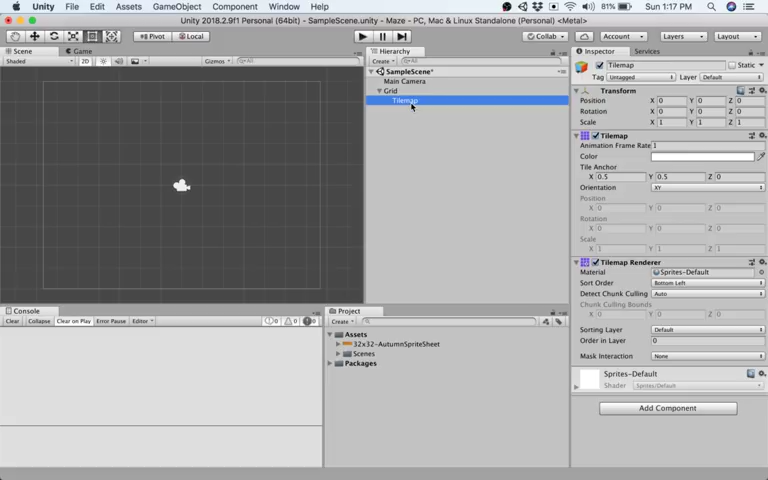 Unity File Edit Assets GameObject Component Window Help 81% Sun 1:17 PM
Unity 2018.2.9f1 Personal (64bit) - SampleScene.unity - Maze - PC, Mac & Linux Standalone (Personal) <Metal>
Pivot Local Collab Account Layers Layout
Scene Game
Shaded 2D Gizmos All
Hierarchy
Create All
SampleScene*
Main Camera
Grid
Tilemap
Inspector Services
Tilemap Static
Tag Untagged Layer Default
Transform
Position X 0 Y 0 Z 0
Rotation X 0 Y 0 Z 0
Scale X 1 Y 1 Z 1
Tilemap
Animation Frame Rate 1
Color
Tile Anchor
X 0.5 Y 0.5 Z 0
Orientation XY
Position
X 0 Y 0 Z 0
Rotation
X 0 Y 0 Z 0
Scale
X 1 Y 1 Z 1
Tilemap Renderer
Material Sprites-Default
Sort Order Bottom Left
Detect Chunk Culling Auto
Chunk Culling Bounds
X 0 Y 0 Z 0
Sorting Layer Default
Order in Layer 0
Mask Interaction None
Sprites-Default
Shader Sprites/Default
Add Component
Console
Clear Collapse Clear on Play Error Pause Editor 0 0 0
Project
Create
Assets
32x32-AutumnSpriteSheet
Scenes
Packages